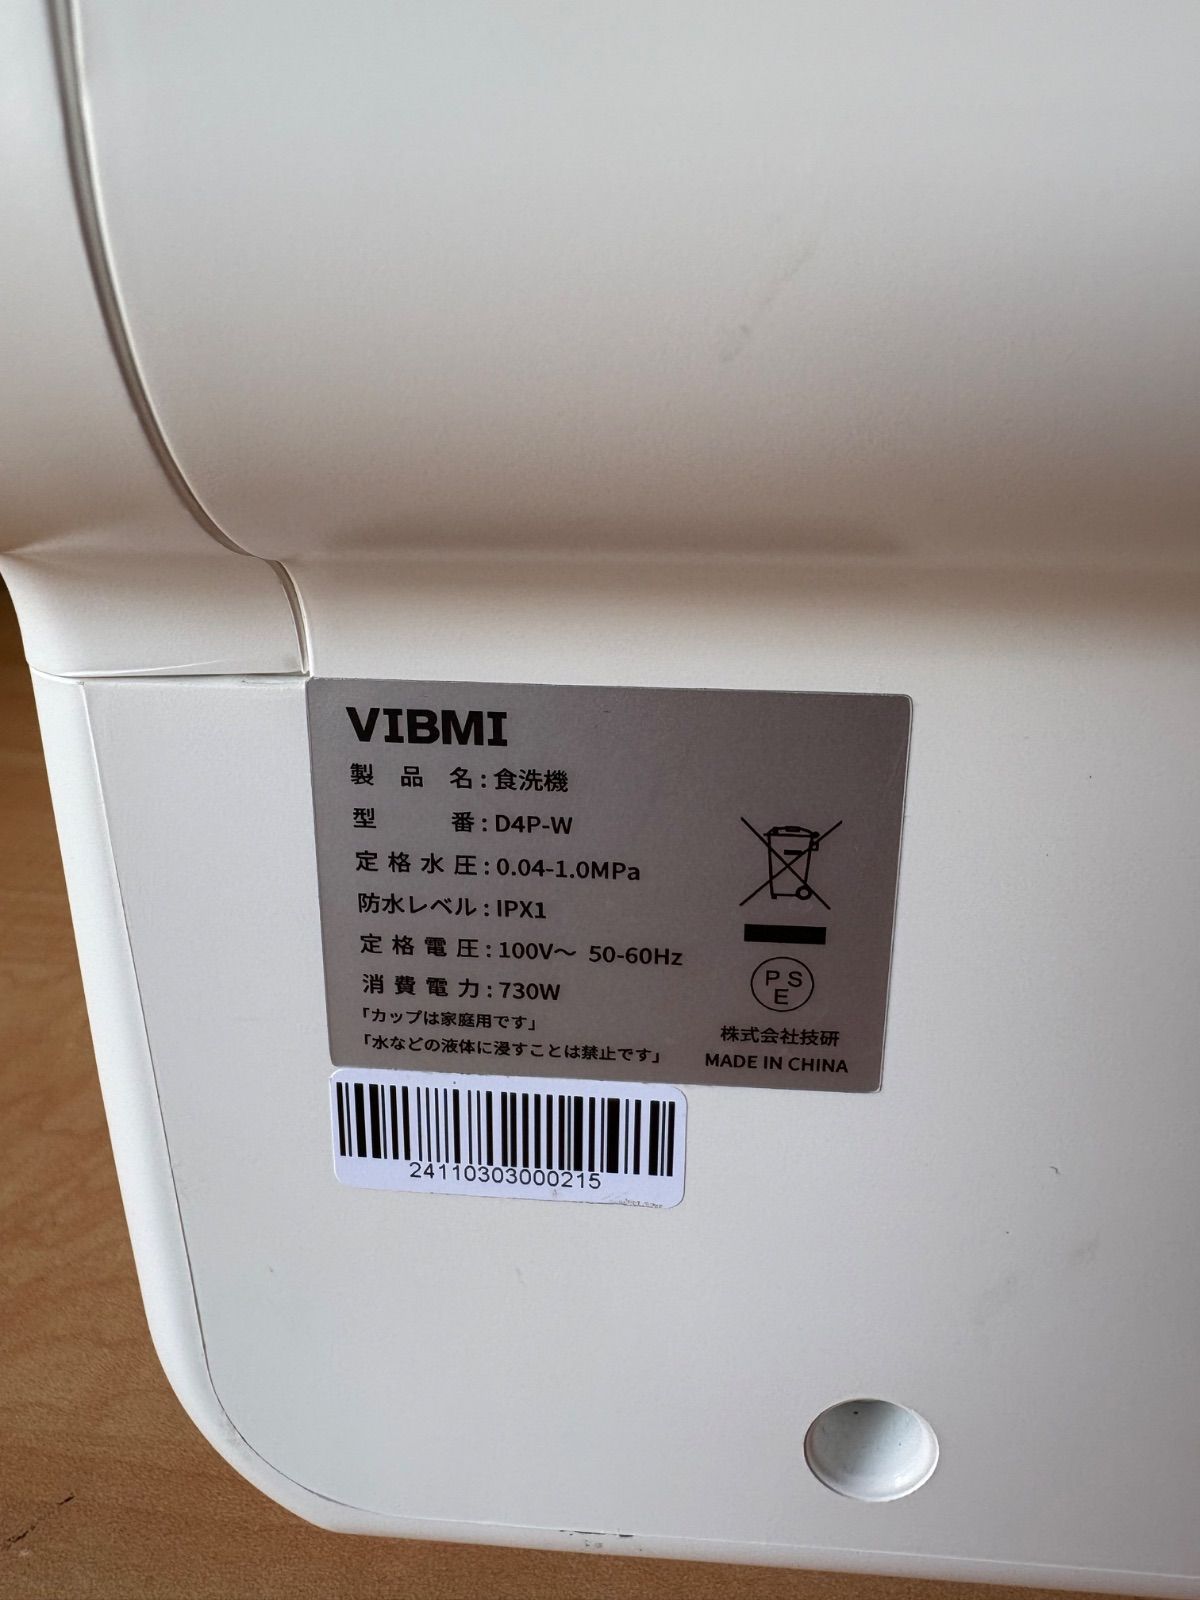 VIBMI
製品名:食洗機
型番:D4P-W
定格水圧:0.04-1.0MPa
防水レベル:IPX1
定格電圧:100V～ 50-60Hz
消費電力:730W
「カップは家庭用です」
「水などの液体に浸すことは禁止です」
PSE
株式会社技研
MADE IN CHINA
24110303000215